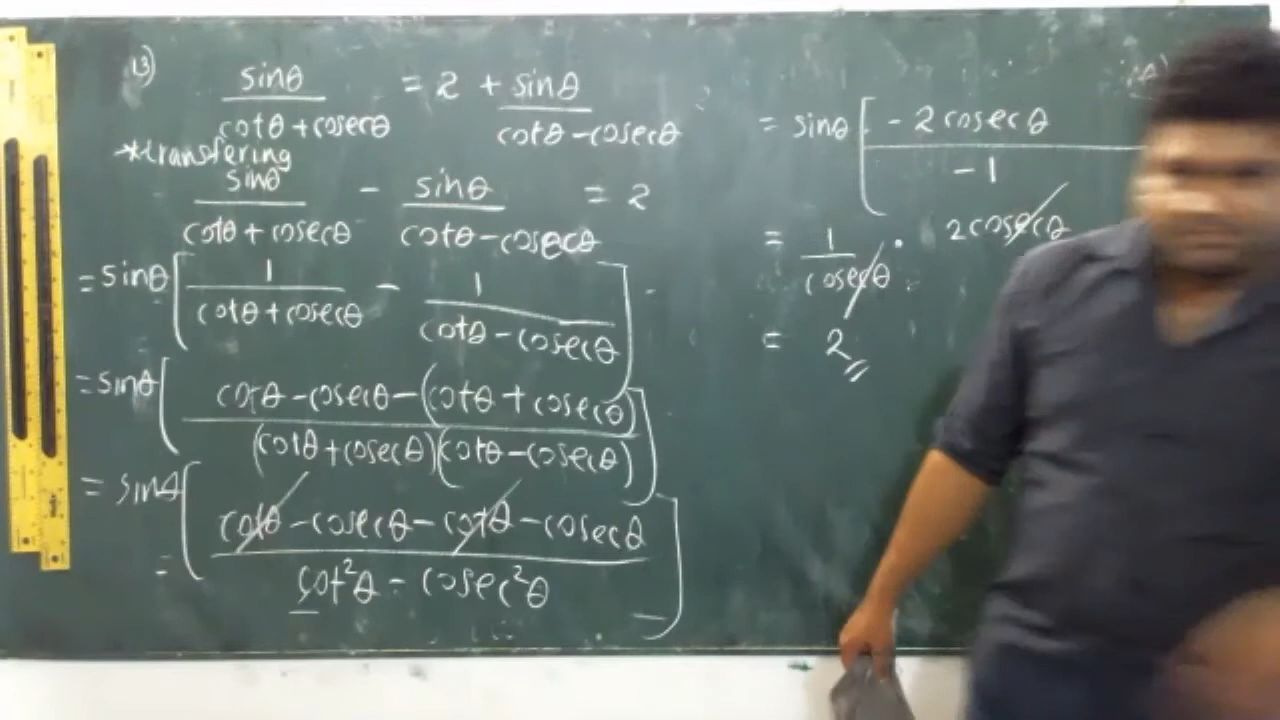 13)
sinθ/(cotθ+cosecθ) = 2 + sinθ/(cotθ-cosecθ)
*transfering
sinθ/(cotθ+cosecθ) - sinθ/(cotθ-cosecθ) = 2
= sinθ[1/(cotθ+cosecθ) - 1/(cotθ-cosecθ)]
= sinθ[(cotθ-cosecθ-(cotθ+cosecθ))/((cotθ+cosecθ)(cotθ-cosecθ))]
= sinθ[(cotθ-cosecθ-cotθ-cosecθ)/(cot²θ-cosec²θ)]
=
= sinθ[-2cosecθ/-1
= 1/cosecθ . 2cosecθ
= 2